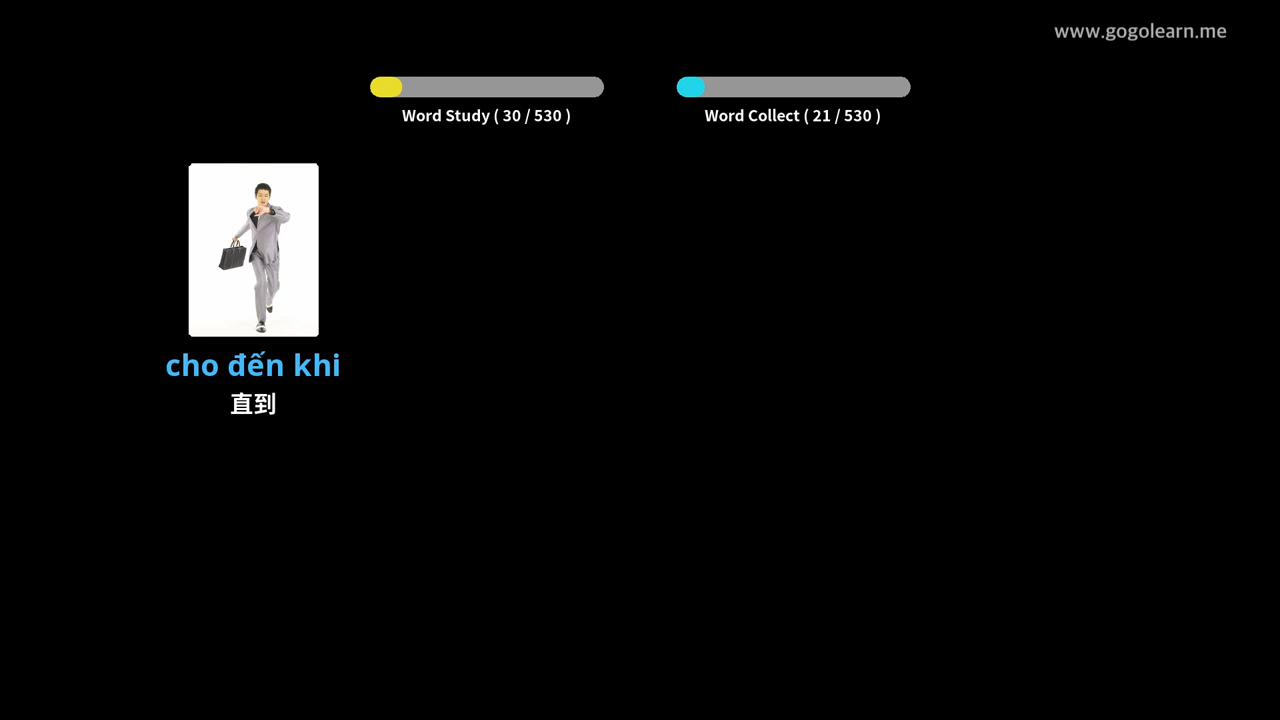 www.gogolearn.me
Word Study ( 30 / 530 )
Word Collect ( 21 / 530 )
cho đến khi
直到